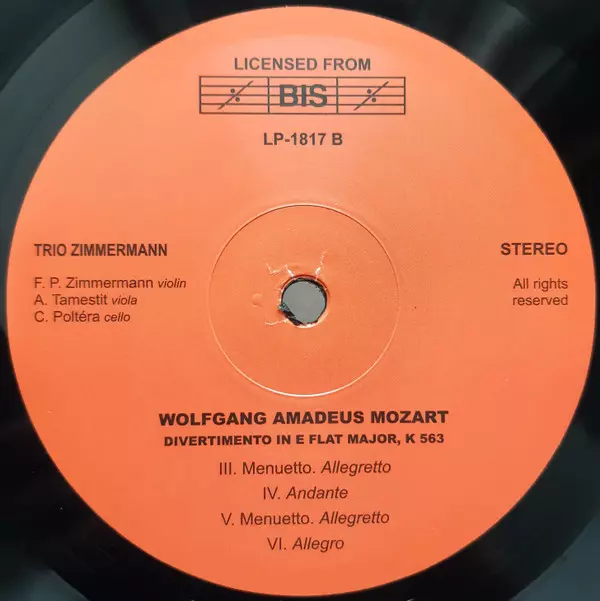 LICENSED FROM
BIS
LP-1817 B
TRIO ZIMMERMANN
F. P. Zimmermann violin
A. Tamestit viola
C. Poltéra cello
STEREO
All rights
reserved
WOLFGANG AMADEUS MOZART
DIVERTIMENTO IN E FLAT MAJOR, K 563
III. Menuetto. Allegretto
IV. Andante
V. Menuetto. Allegretto
VI. Allegro